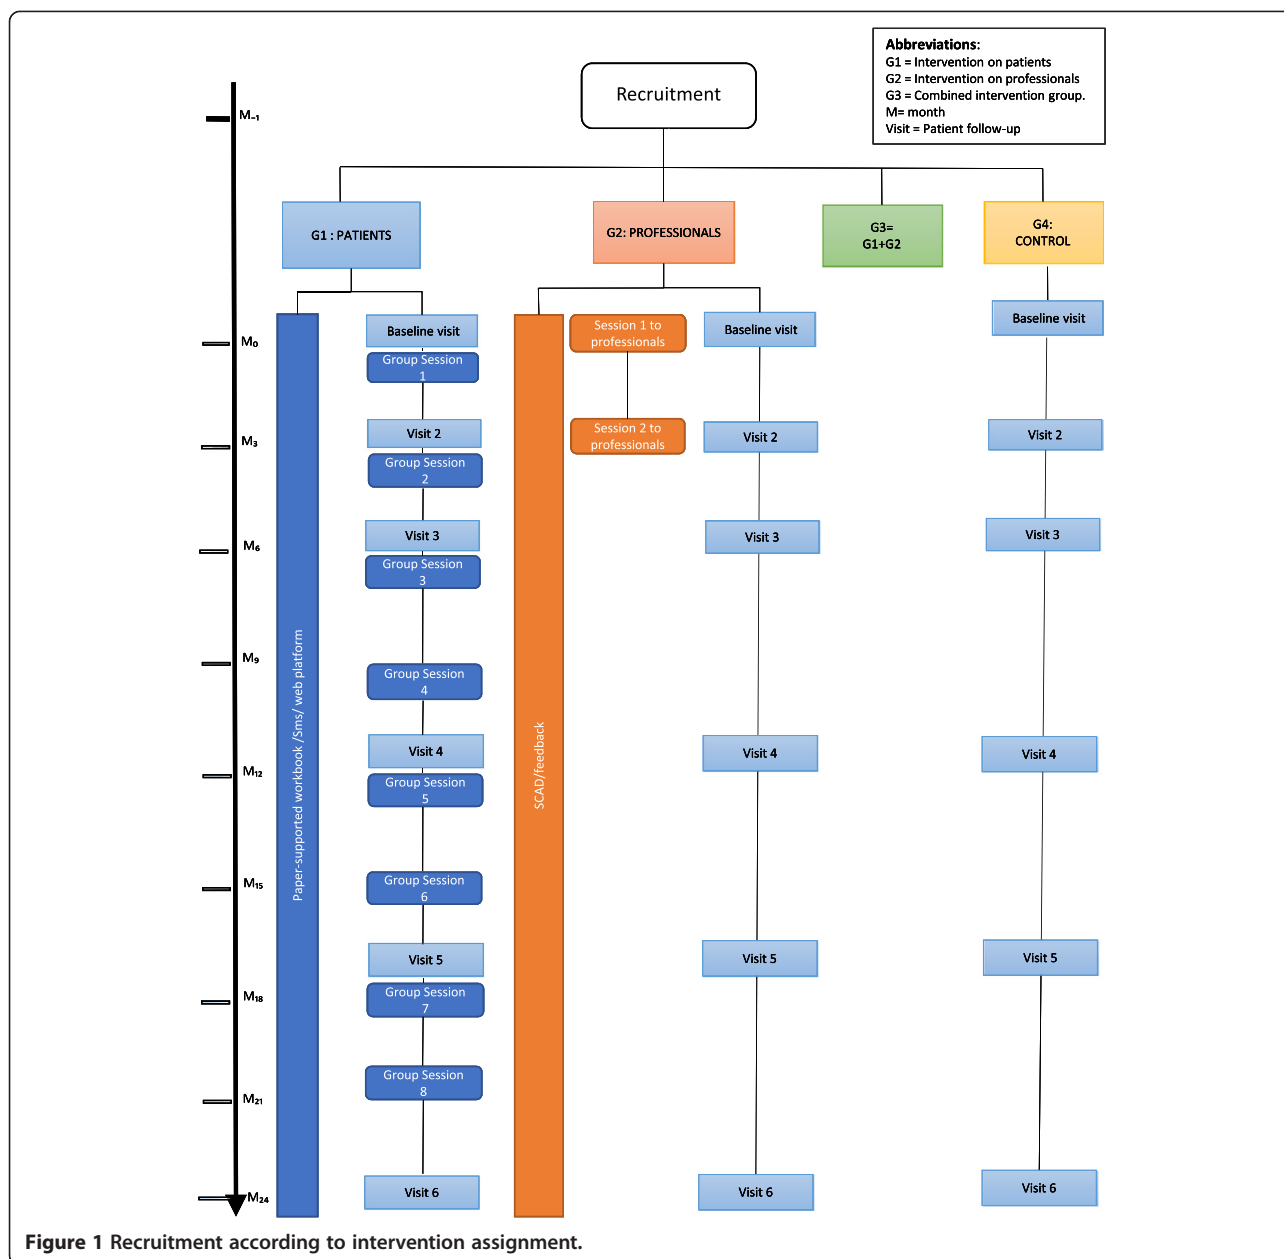 Abbreviations:
G1 = Intervention on patients
G2 = Intervention on professionals
G3 = Combined intervention group.
M= month
Visit = Patient follow-up
Recruitment
G1 : PATIENTS
G2: PROFESSIONALS
G3=
G1+G2
G4:
CONTROL
M₋₁
M₀
M₃
M₆
M₉
M₁₂
M₁₅
M₁₈
M₂₁
M₂₄
Paper-supported workbook /Sms/ web platform
Baseline visit
Group Session
1
Visit 2
Group Session
2
Visit 3
Group Session
3
Group Session
4
Visit 4
Group Session
5
Group Session
6
Visit 5
Group Session
7
Group Session
8
Visit 6
SCAD/feedback
Session 1 to
professionals
Session 2 to
professionals
Baseline visit
Visit 2
Visit 3
Visit 4
Visit 5
Visit 6
Baseline visit
Visit 2
Visit 3
Visit 4
Visit 5
Visit 6
Figure 1 Recruitment according to intervention assignment.